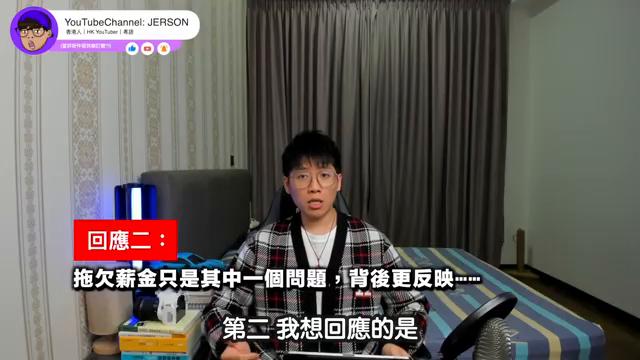 YouTubeChannel: JERSON
香港人｜HK YouTuber｜粵語
回應二：
拖欠薪金只是其中一個問題，背後更反映……
第二 我想回應的是